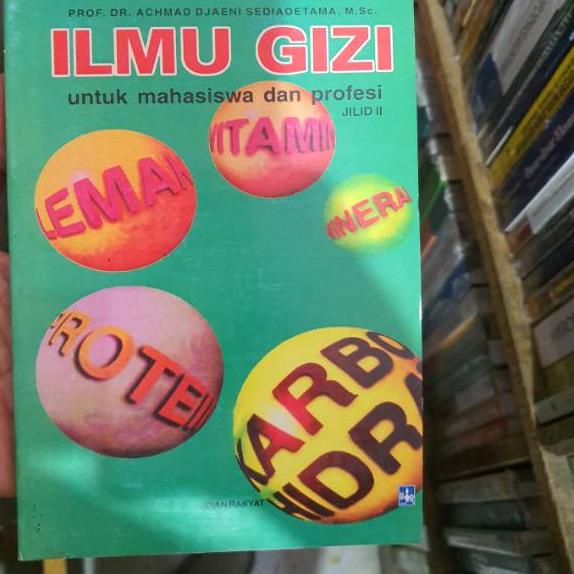 PROF. DR. ACHMAD DJAENI SEDIAOETAMA, M.Sc.
ILMU GIZI
untuk mahasiswa dan profesi
JILID II
VITAMIN
LEMAK
MINERAL
PROTEIN
KARBO
HIDRA
DIAN RAKYAT